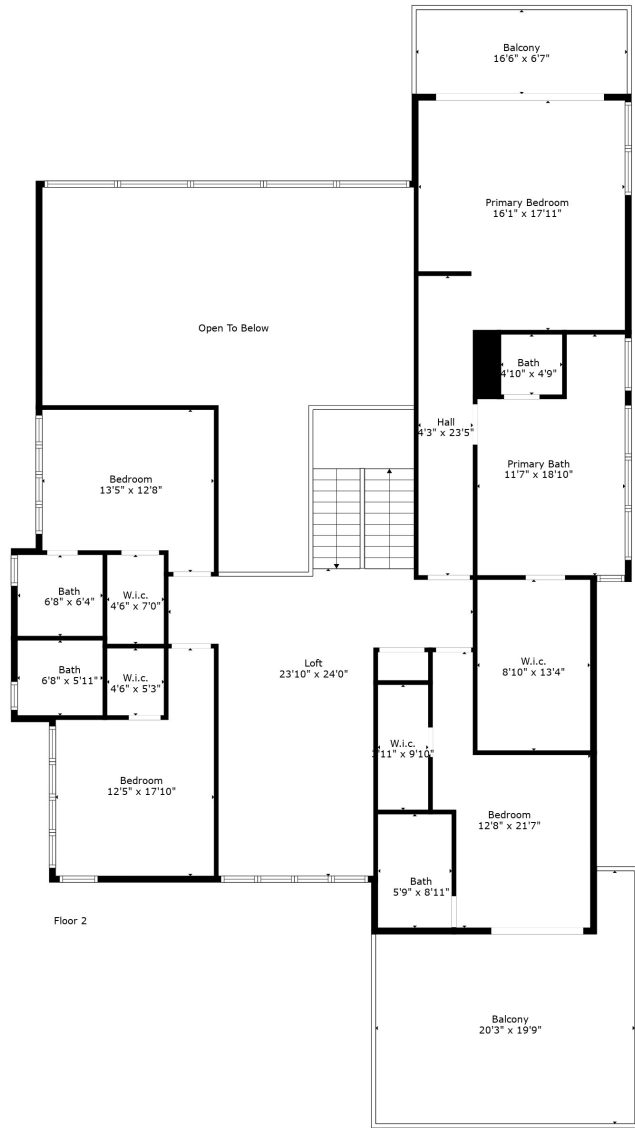 Balcony
16'6" x 6'7"
Primary Bedroom
16'1" x 17'11"
Open To Below
Bath
4'10" x 4'9"
Hall
4'3" x 23'5"
Primary Bath
11'7" x 18'10"
Bedroom
13'5" x 12'8"
Bath
6'8" x 6'4"
W.i.c.
4'6" x 7'0"
Loft
23'10" x 24'0"
W.i.c.
8'10" x 13'4"
Bath
6'8" x 5'11"
W.i.c.
4'6" x 5'3"
W.i.c.
3'11" x 9'10"
Bedroom
12'5" x 17'10"
Bedroom
12'8" x 21'7"
Bath
5'9" x 8'11"
Floor 2
Balcony
20'3" x 19'9"